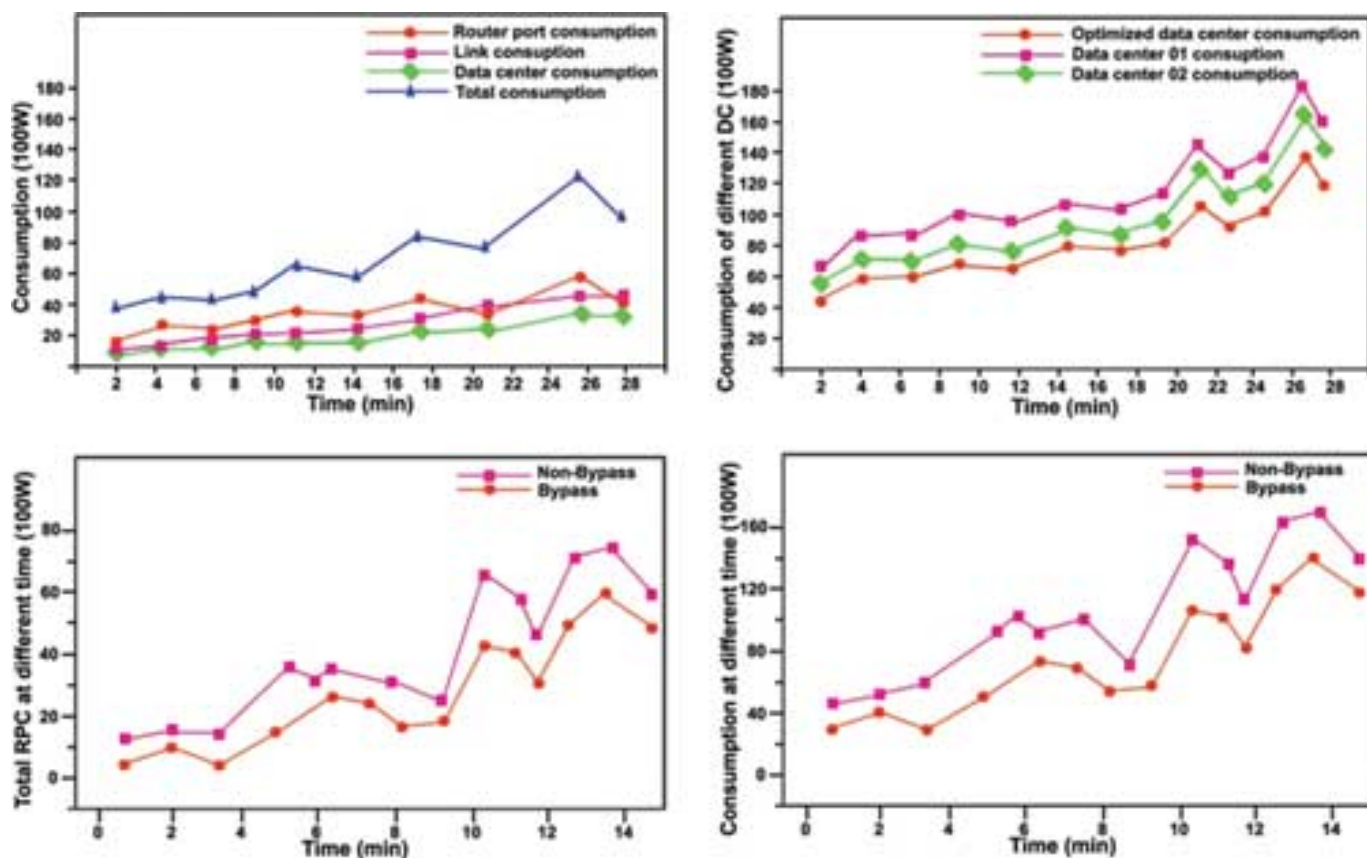 Router port consumption
Link consuption
Data center consumption
Total consumption
Consumption (100W)
180
160
140
120
100
80
60
40
20
2 4 6 8 10 12 14 16 18 20 22 24 26 28
Time (min)
Optimized data center consumption
Data center 01 consuption
Data center 02 consumption
Consumption of different DC (100W)
180
160
140
120
100
80
60
40
20
2 4 6 8 10 12 14 16 18 20 22 24 26 28
Time (min)
Non-Bypass
Bypass
Total RPC at different time (100W)
80
60
40
20
0
0 2 4 6 8 10 12 14
Time (min)
Non-Bypass
Bypass
Consumption at different time (100W)
160
120
80
40
0
0 2 4 6 8 10 12 14
Time (min)